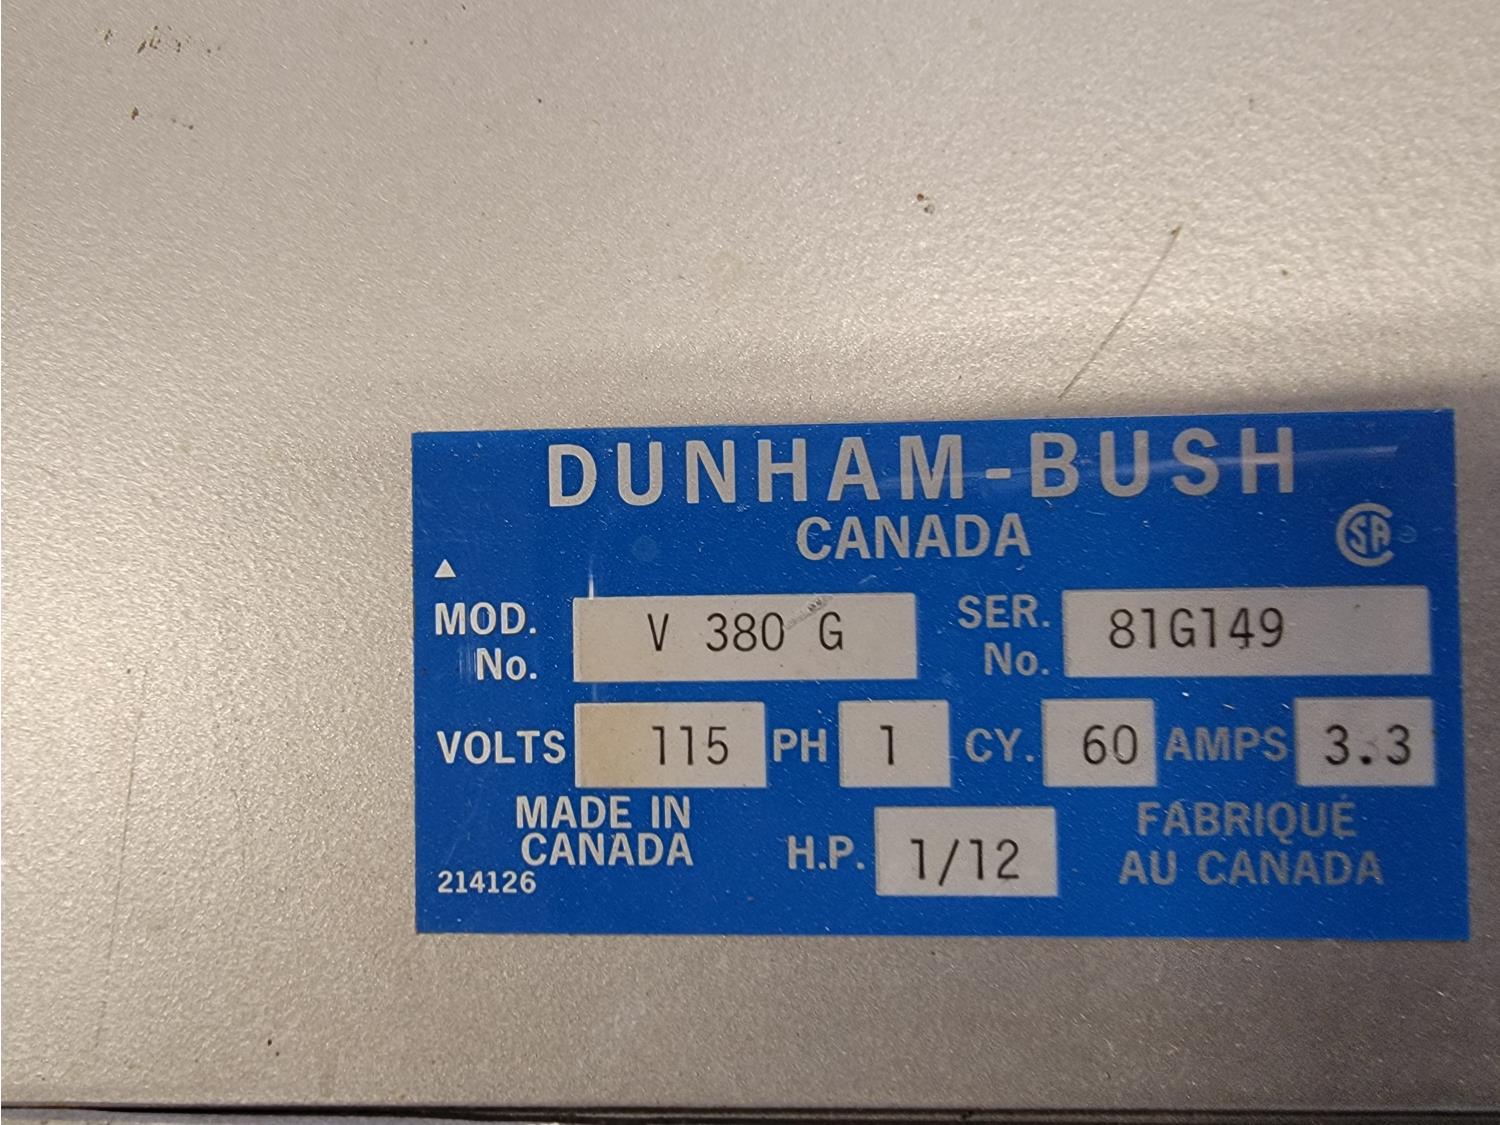 DUNHAM-BUSH
CANADA
CSA
MOD. No. V 380 G SER. No. 81G149
VOLTS 115 PH 1 CY. 60 AMPS 3.3
MADE IN CANADA H.P. 1/12 FABRIQUÉ AU CANADA
214126